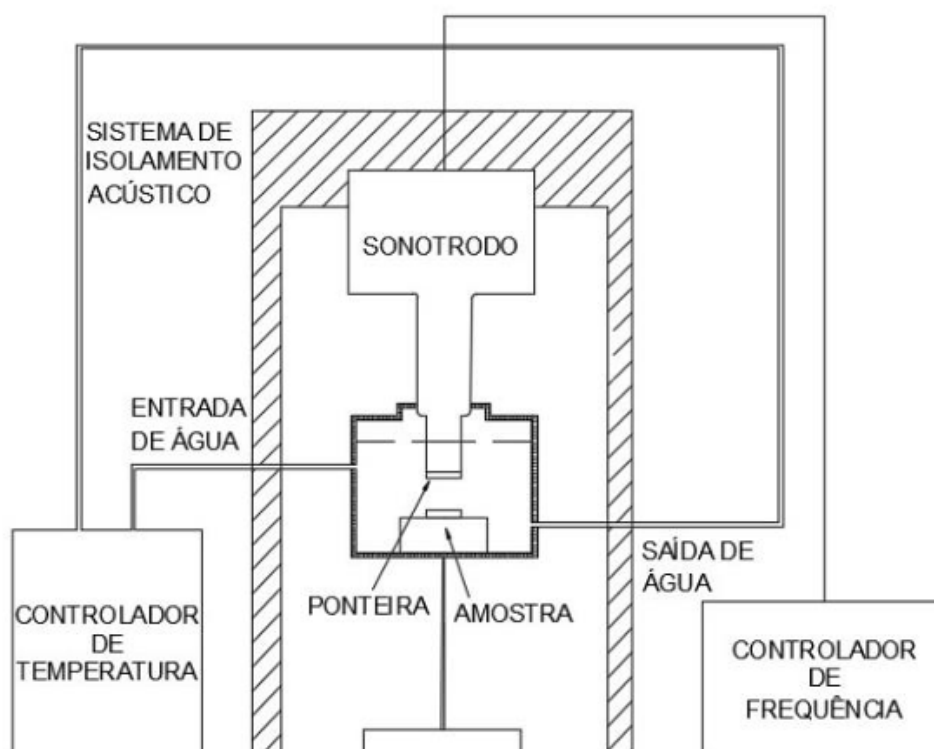 SISTEMA DE
ISOLAMENTO
ACÚSTICO
SONOTRODO
ENTRADA
DE ÁGUA
PONTEIRA
AMOSTRA
SAÍDA DE
ÁGUA
CONTROLADOR
DE
TEMPERATURA
CONTROLADOR
DE
FREQUÊNCIA